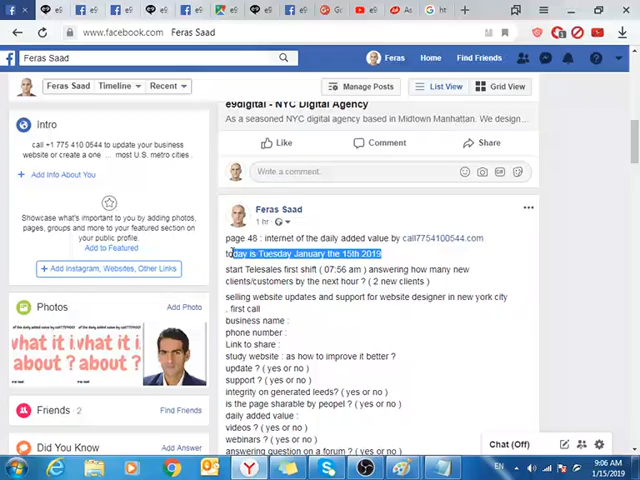 e9
e9
e9
e9
e9
As
ht
www.facebook.com Feras Saad
Feras Saad
Feras Home Find Friends
Feras Saad Timeline Recent
Manage Posts List View Grid View
e9digital - NYC Digital Agency
As a seasoned NYC digital agency based in Midtown Manhattan. We design...
Like Comment Share
Write a comment...
GIF
Intro
call +1 775 410 0544 to update your business
website or create a one ... most U.S. metro cities .
Add Info About You
Showcase what's important to you by adding photos,
pages, groups and more to your featured section on
your public profile.
Add to Featured
+ Add Instagram, Websites, Other Links
Photos Add Photo
Friends · 2 Find Friends
Did You Know Add Answer
Feras Saad
1 hr ·
page 48 : internet of the daily added value by call7754100544.com
today is Tuesday January the 15th 2019
start Telesales first shift ( 07:56 am ) answering how many new
clients/customers by the next hour ? ( 2 new clients )
selling website updates and support for website designer in new york city
. first call
business name :
phone number :
Link to share :
study website : as how to improve it better ?
update ? ( yes or no )
support ? ( yes or no )
integrity on generated leeds? ( yes or no )
is the page sharable by peopel ? ( yes or no )
daily added value :
videos ? ( yes or no )
webinars ? ( yes or no )
answering question on a forum ? ( yes or no )
Chat (Off)
EN
9:06 AM
1/15/2019